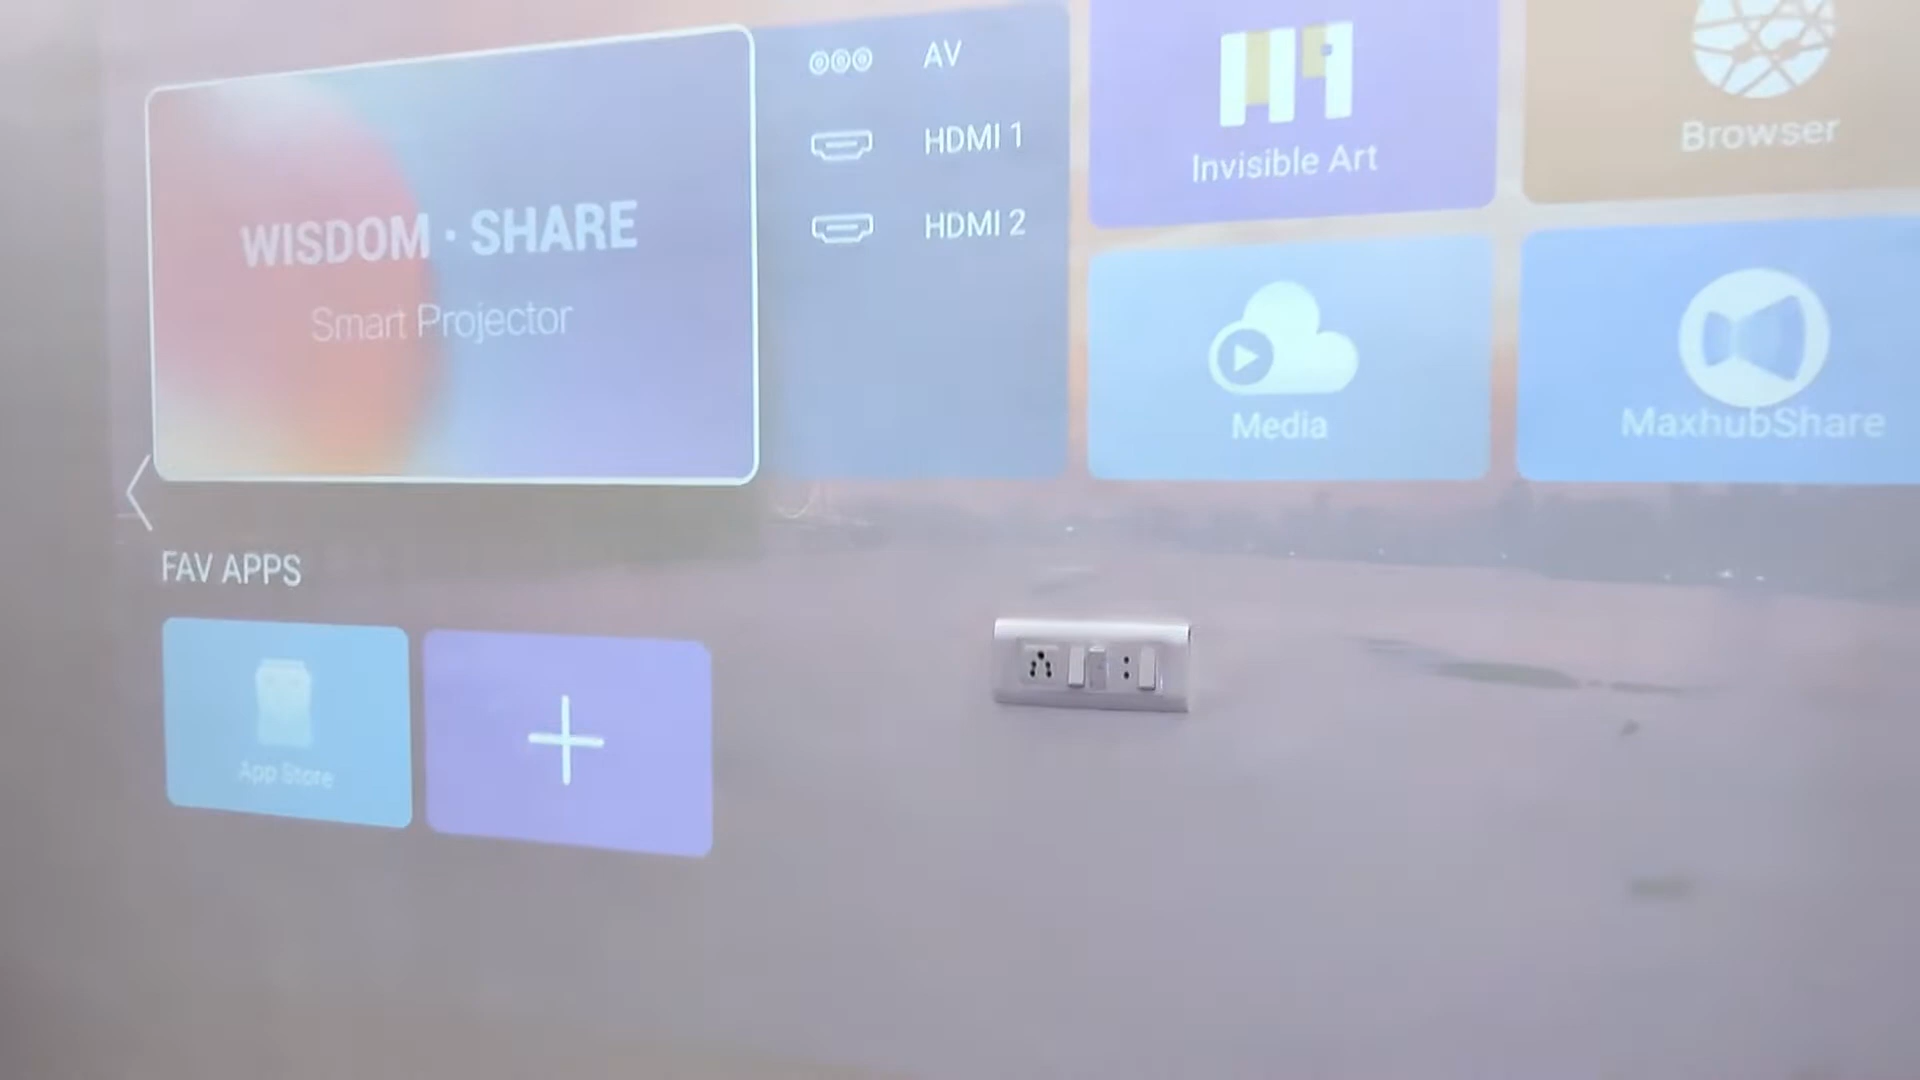 WISDOM · SHARE
Smart Projector
AV
HDMI 1
HDMI 2
Invisible Art
Browser
Media
MaxhubShare
FAV APPS
App Store